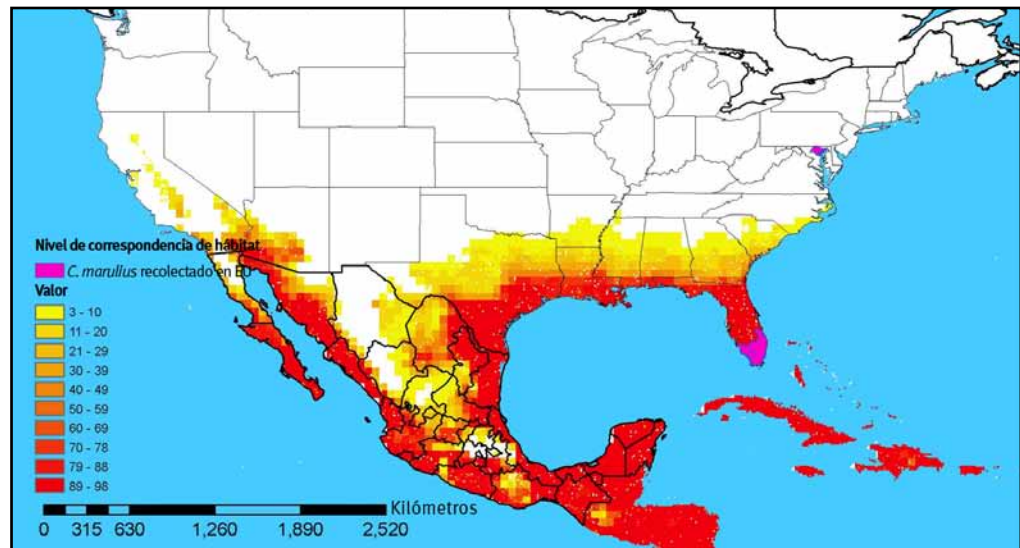 Nivel de correspondencia de hábitat
C. marulius recolectado en EU
Valor
3 - 10
11 - 20
21 - 29
30 - 39
40 - 49
50 - 59
60 - 69
70 - 78
79 - 88
89 - 98
Kilómetros
0 315 630 1,260 1,890 2,520